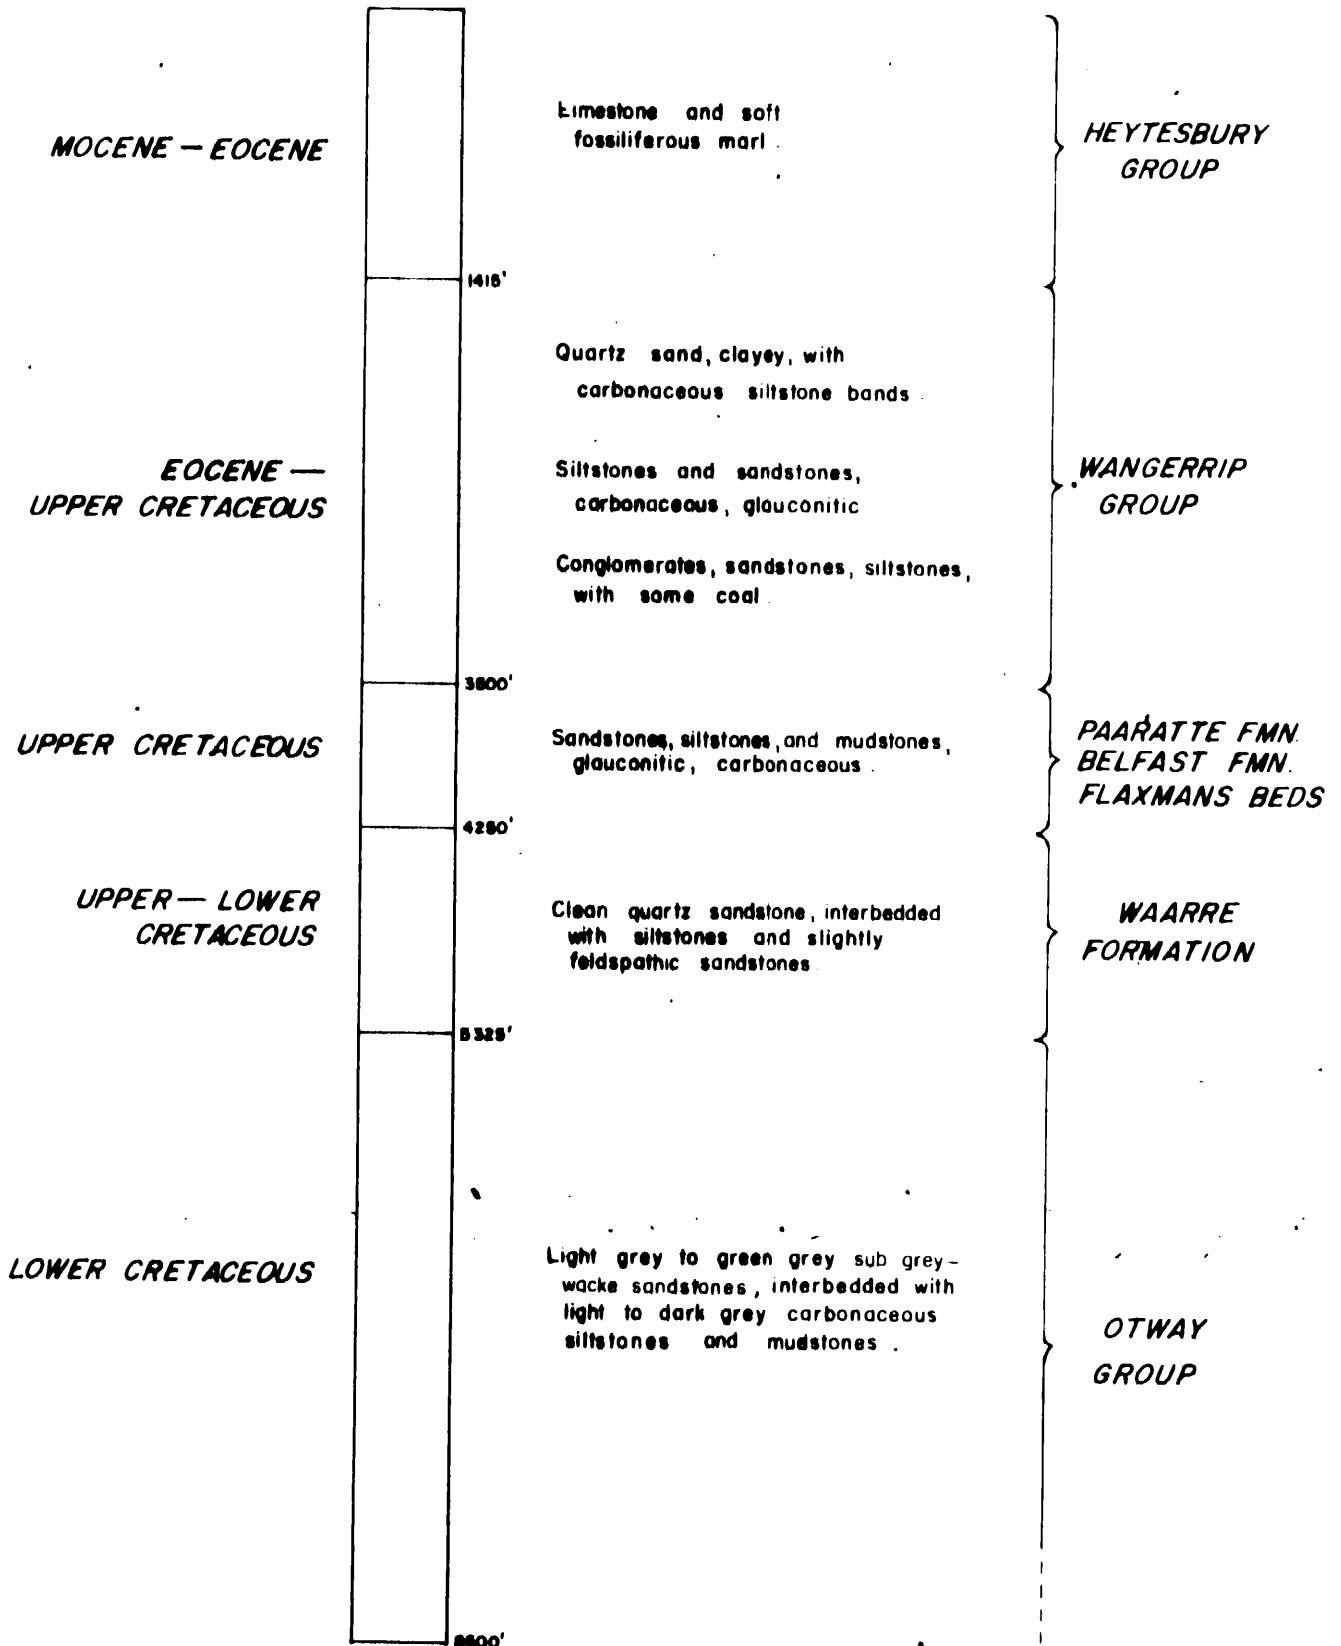 MOCENE — EOCENE
Limestone and soft
fossiliferous marl.
HEYTESBURY
GROUP
1415'
Quartz sand, clayey, with
carbonaceous siltstone bands.
EOCENE —
UPPER CRETACEOUS
Siltstones and sandstones,
carbonaceous, glauconitic
Conglomerates, sandstones, siltstones,
with some coal.
WANGERRIP
GROUP
3500'
UPPER CRETACEOUS
Sandstones, siltstones, and mudstones,
glauconitic, carbonaceous.
PAARATTE FMN.
BELFAST FMN.
FLAXMANS BEDS
4250'
UPPER — LOWER
CRETACEOUS
Clean quartz sandstone, interbedded
with siltstones and slightly
feldspathic sandstones
WAARRE
FORMATION
5325'
LOWER CRETACEOUS
Light grey to green grey sub grey-
wacke sandstones, interbedded with
light to dark grey carbonaceous
siltstones and mudstones.
OTWAY
GROUP